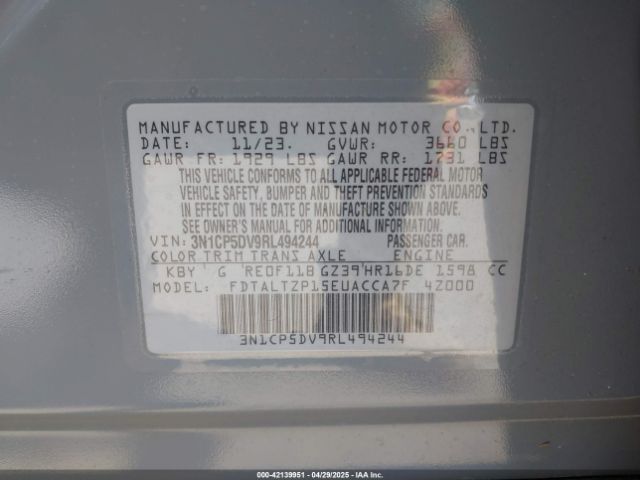 MANUFACTURED BY NISSAN MOTOR CO., LTD.
DATE: 11/23. GVWR: 3660 LBS
GAWR FR: 1929 LBS GAWR RR: 1731 LBS
THIS VEHICLE CONFORMS TO ALL APPLICABLE FEDERAL MOTOR
VEHICLE SAFETY, BUMPER AND THEFT PREVENTION STANDARDS
IN EFFECT ON THE DATE OF MANUFACTURE SHOWN ABOVE.
SEE OWNER'S MANUAL FOR ADDITIONAL INFORMATION.
VIN: 3N1CP5DV9RL494244 PASSENGER CAR.
COLOR TRIM TRANS AXLE ENGINE
KBY G RE0F11B GZ39 HR16DE 1598 CC
MODEL: FDTALTZP15EUACCA7F 4Z000
3N1CP5DV9RL494244
000-42139951 | 04/29/2025 | IAA Inc.